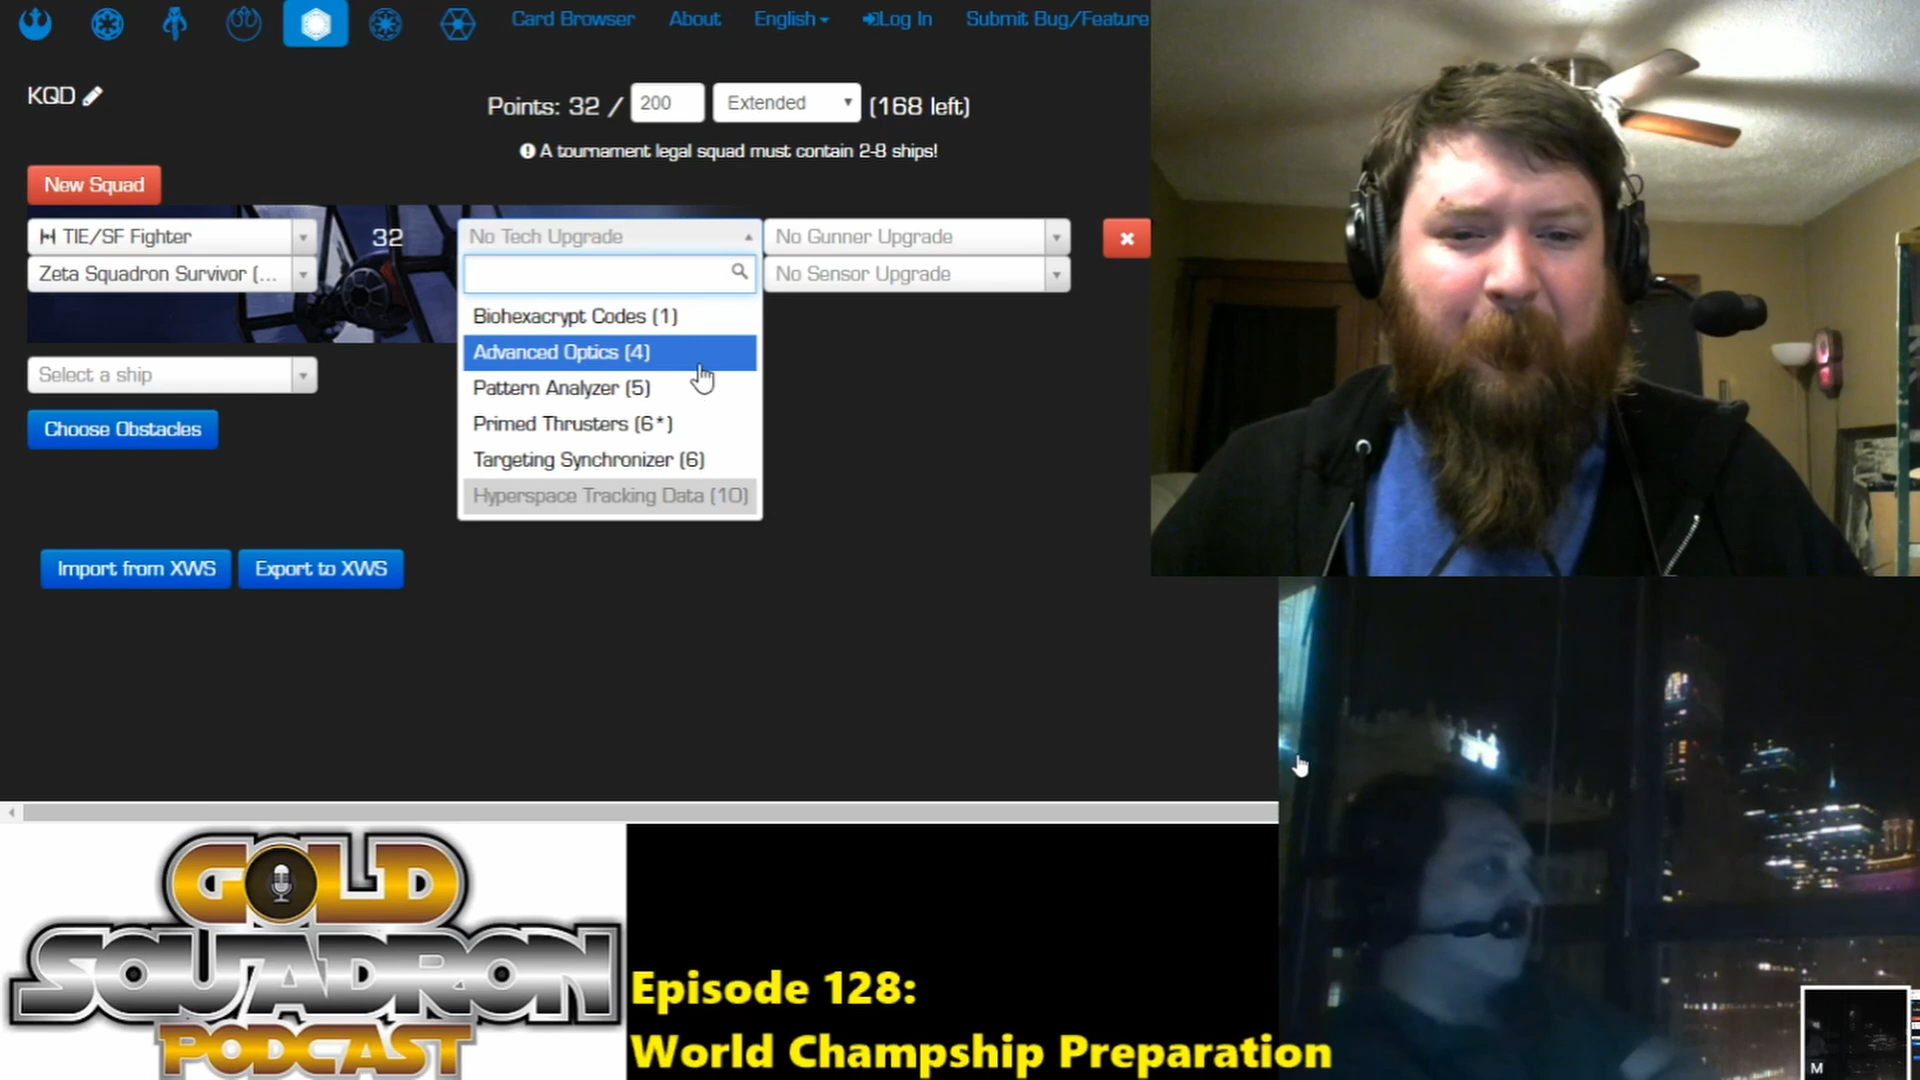 Card Browser About English Log In Submit Bug/Feature
KQD
Points: 32 / 200 Extended (168 left)
A tournament legal squad must contain 2-8 ships!
New Squad
TIE/SF Fighter 32 No Tech Upgrade No Gunner Upgrade
Zeta Squadron Survivor (... No Sensor Upgrade
Biohexacrypt Codes (1)
Advanced Optics (4)
Select a ship
Pattern Analyzer (5)
Primed Thrusters (6*)
Choose Obstacles
Targeting Synchronizer (6)
Hyperspace Tracking Data (10)
Import from XWS Export to XWS
GOLD
SQUADRON
PODCAST
Episode 128:
World Champship Preparation
M